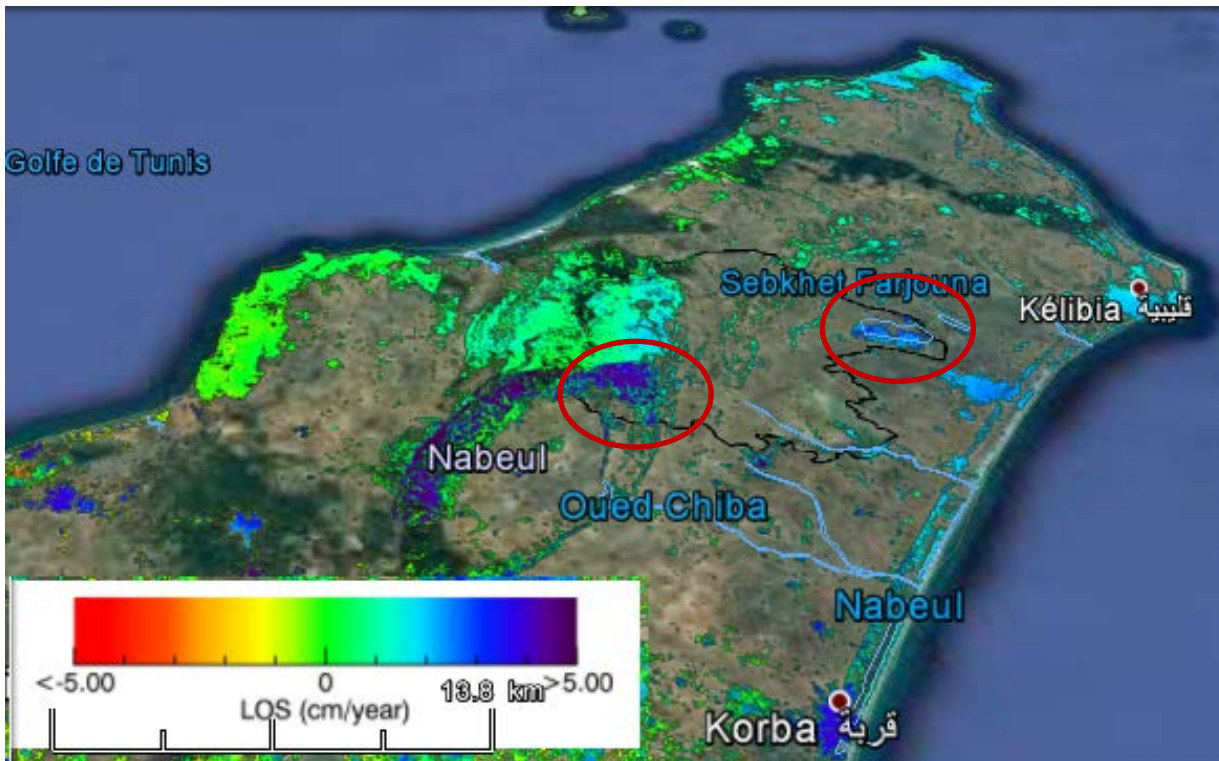 Golfe de Tunis
Sebkhet Farjouna
Kélibia قليبية
Nabeul
Oued Chiba
Nabeul
<-5.00 0 >5.00
13.8 km
LOS (cm/year)
Korba قربة